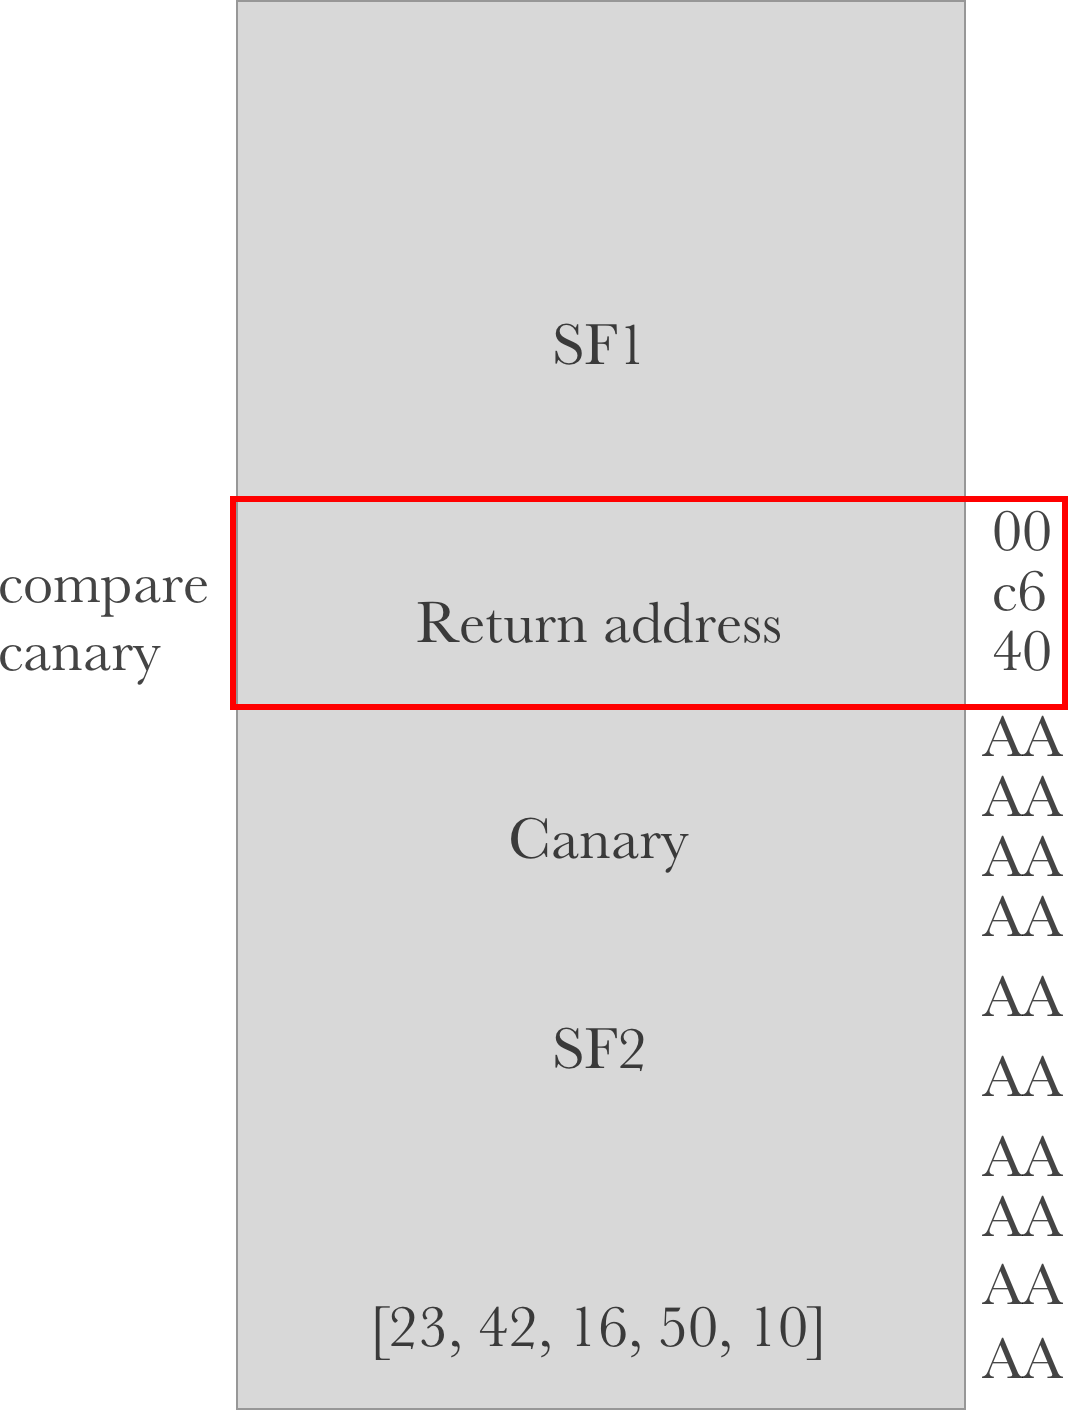 SF1
compare
canary
Return address
00
c6
40
AA
AA
Canary
AA
AA
AA
SF2
AA
AA
AA
AA
[23, 42, 16, 50, 10]
AA